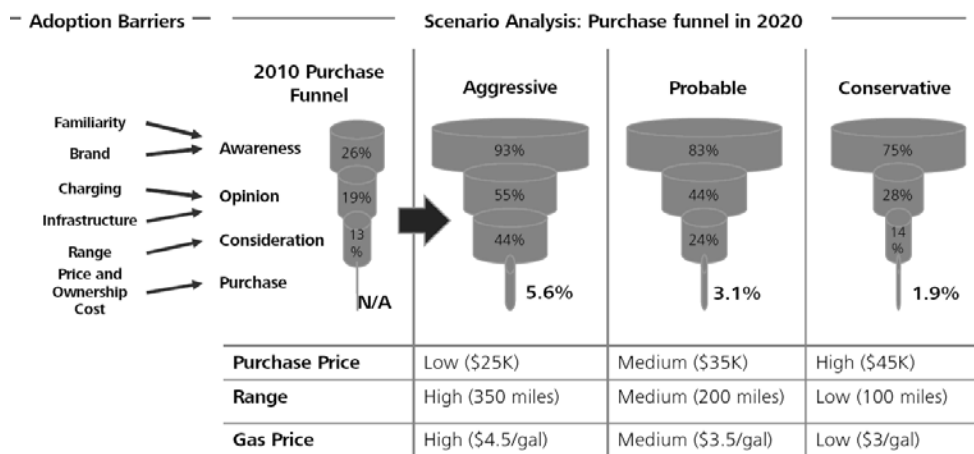 Adoption Barriers
Scenario Analysis: Purchase funnel in 2020
2010 Purchase
Funnel
Aggressive
Probable
Conservative
Familiarity
Brand
Awareness
26%
93%
83%
75%
Charging
Infrastructure
Opinion
19%
55%
44%
28%
Range
Consideration
13
%
44%
24%
14
%
Price and
Ownership
Cost
Purchase
N/A
5.6%
3.1%
1.9%
Purchase Price
Low ($25K)
Medium ($35K)
High ($45K)
Range
High (350 miles)
Medium (200 miles)
Low (100 miles)
Gas Price
High ($4.5/gal)
Medium ($3.5/gal)
Low ($3/gal)